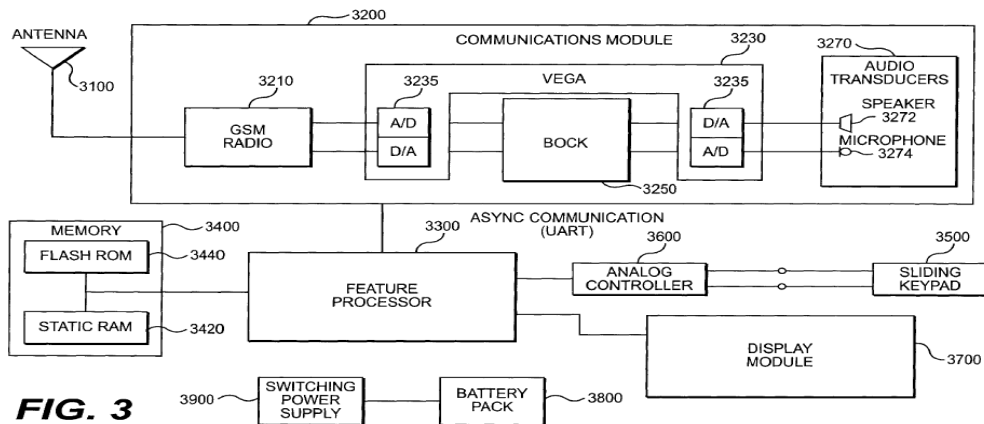 3200
ANTENNA
3100
COMMUNICATIONS MODULE
3230
3270
VEGA
AUDIO
TRANSDUCERS
3210
GSM
RADIO
3235
A/D
D/A
BOCK
3250
3235
D/A
A/D
SPEAKER
3272
MICROPHONE
3274
ASYNC COMMUNICATION
(UART)
MEMORY
3400
FLASH ROM
3440
STATIC RAM
3420
3300
FEATURE
PROCESSOR
3600
ANALOG
CONTROLLER
3500
SLIDING
KEYPAD
DISPLAY
MODULE
3700
FIG. 3
3900
SWITCHING
POWER
SUPPLY
BATTERY
PACK
3800